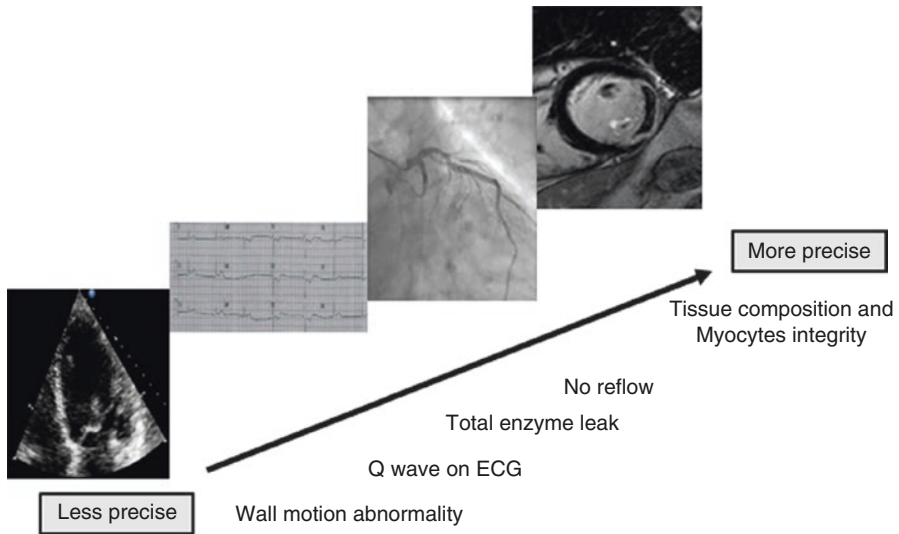 More precise
Tissue composition and
Myocytes integrity
No reflow
Total enzyme leak
Q wave on ECG
Less precise
Wall motion abnormality